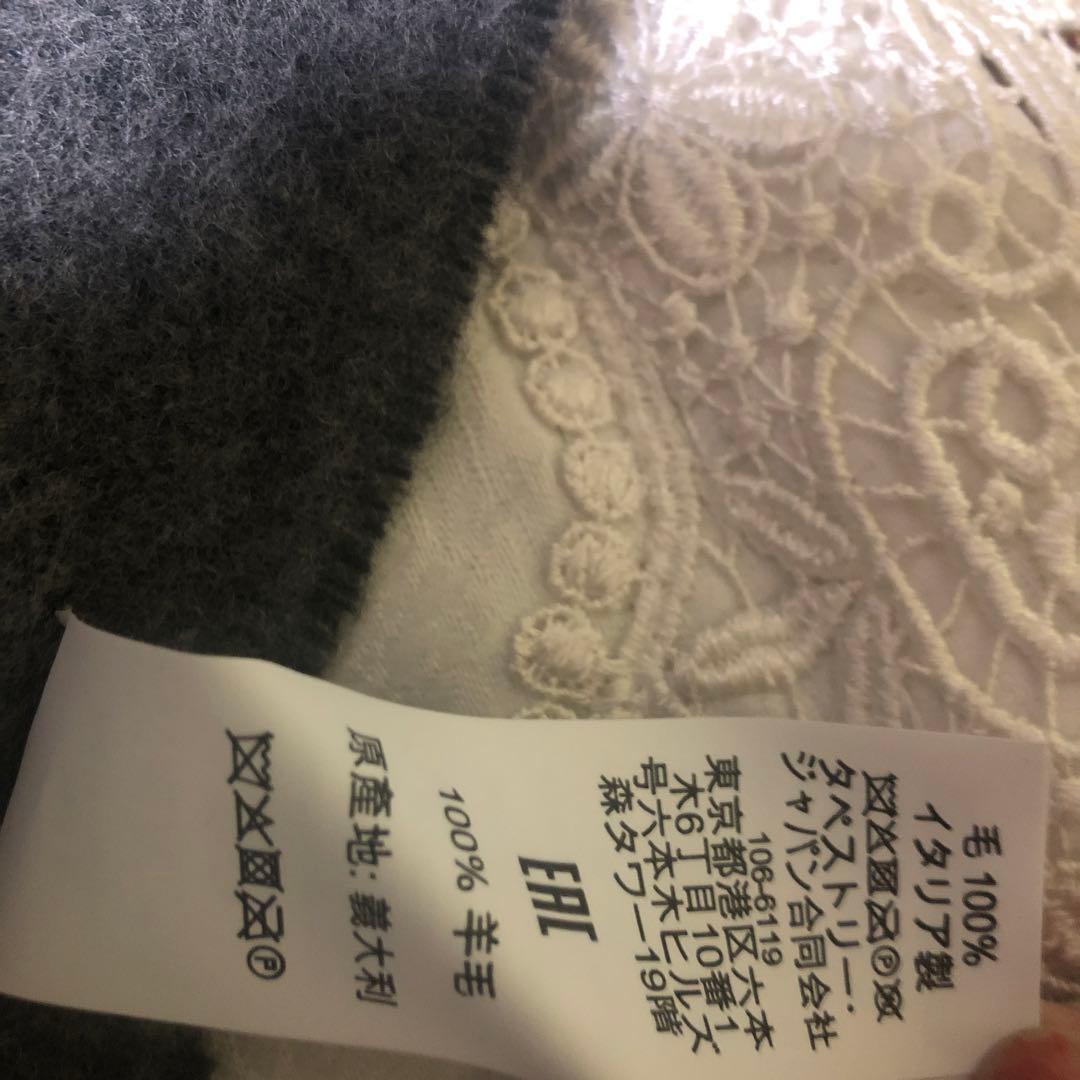 毛 100%
イタリア製
タペストリー・
ジャパン合同会社
106-6119
東京都港区六本
木6丁目10番1
号六本木ヒルズ
森タワー19階
EAC
100% 羊毛
原產地: 義大利